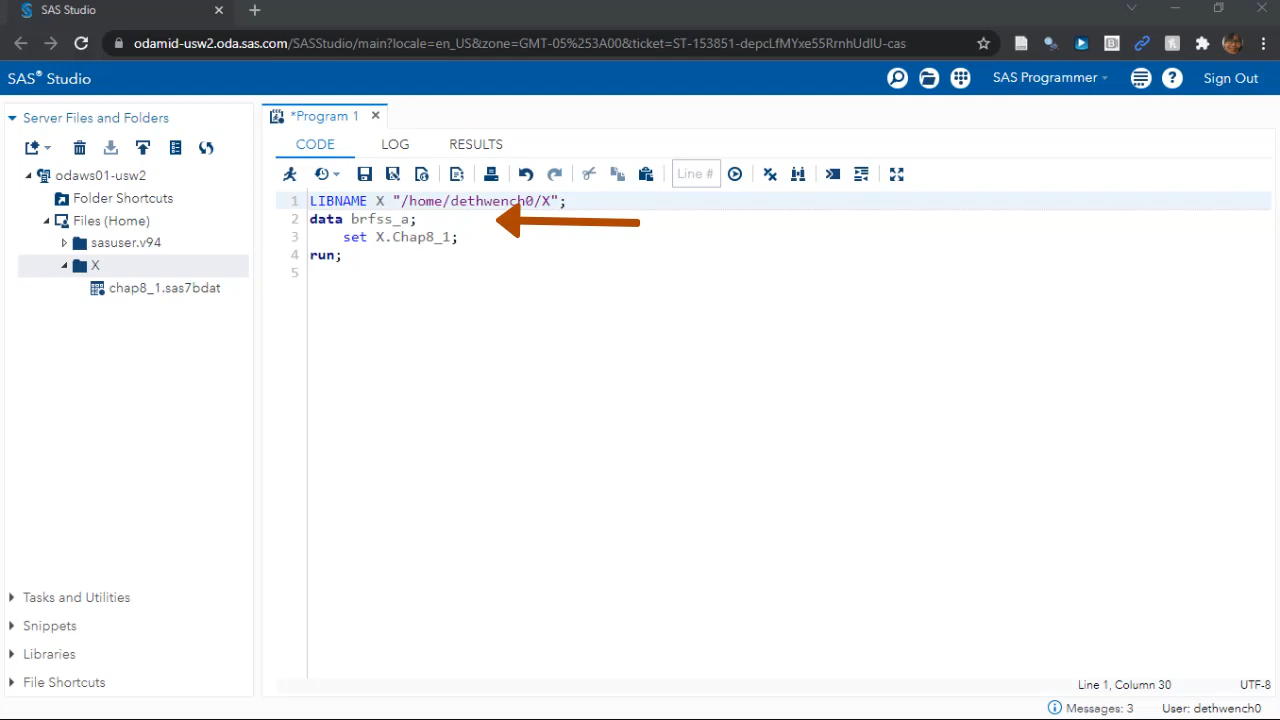 SAS Studio
odamid-usw2.oda.sas.com/SASStudio/main?locale=en_US&zone=GMT-05%253A00&ticket=ST-153851-depcLfMYxe55RrnhUdIU-cas
SAS® Studio
SAS Programmer
Sign Out
Server Files and Folders
odaws01-usw2
Folder Shortcuts
Files (Home)
sasuser.v94
X
chap8_1.sas7bdat
Tasks and Utilities
Snippets
Libraries
File Shortcuts
*Program 1
CODE LOG RESULTS
Line #
1 LIBNAME X "/home/dethwench0/X";
2 data brfss_a;
3 set X.Chap8_1;
4 run;
5
Line 1, Column 30 UTF-8
Messages: 3 User: dethwench0